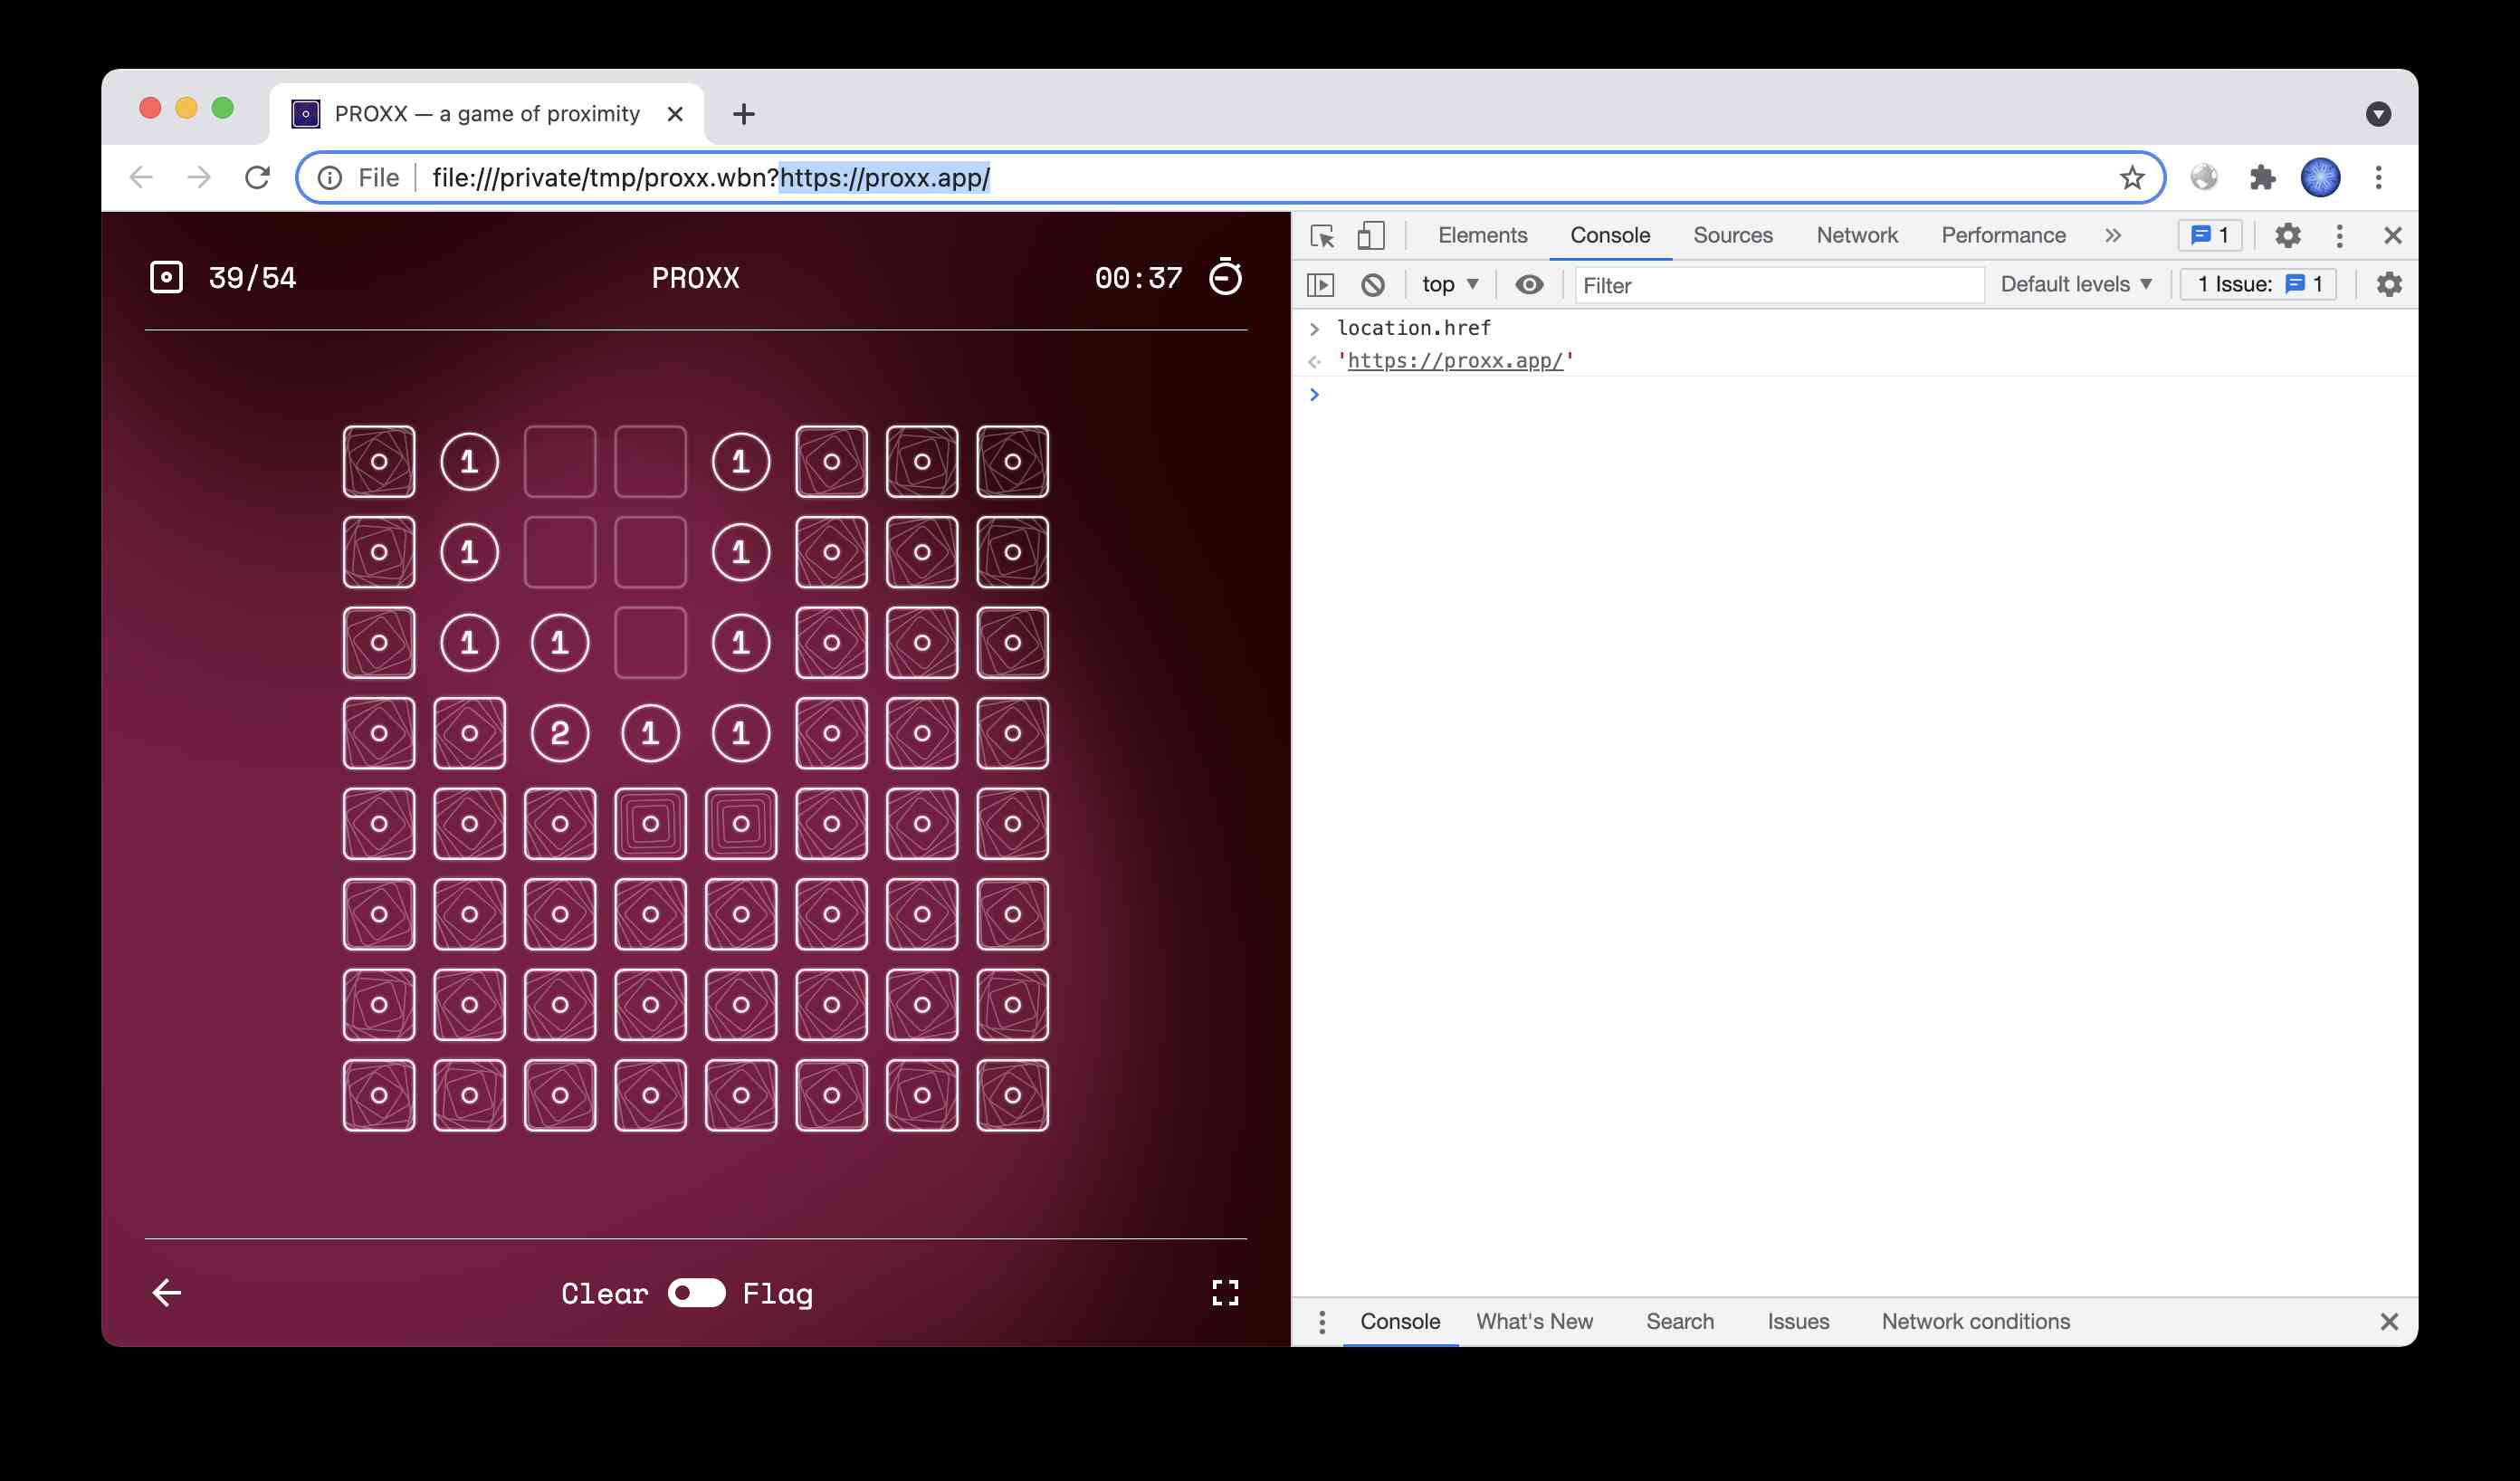 PROXX — a game of proximity
File file:///private/tmp/proxx.wbn?https://proxx.app/
39/54 PROXX 00:37
1 1
1 1
1 1 1
2 1 1
Clear Flag
Elements Console Sources Network Performance 1
top Filter Default levels 1 Issue: 1
location.href
'https://proxx.app/'
Console What's New Search Issues Network conditions